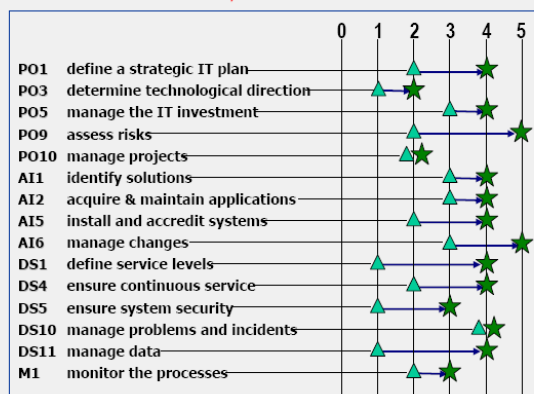 0 1 2 3 4 5
PO1 define a strategic IT plan
PO3 determine technological direction
PO5 manage the IT investment
PO9 assess risks
PO10 manage projects
AI1 identify solutions
AI2 acquire & maintain applications
AI5 install and accredit systems
AI6 manage changes
DS1 define service levels
DS4 ensure continuous service
DS5 ensure system security
DS10 manage problems and incidents
DS11 manage data
M1 monitor the processes